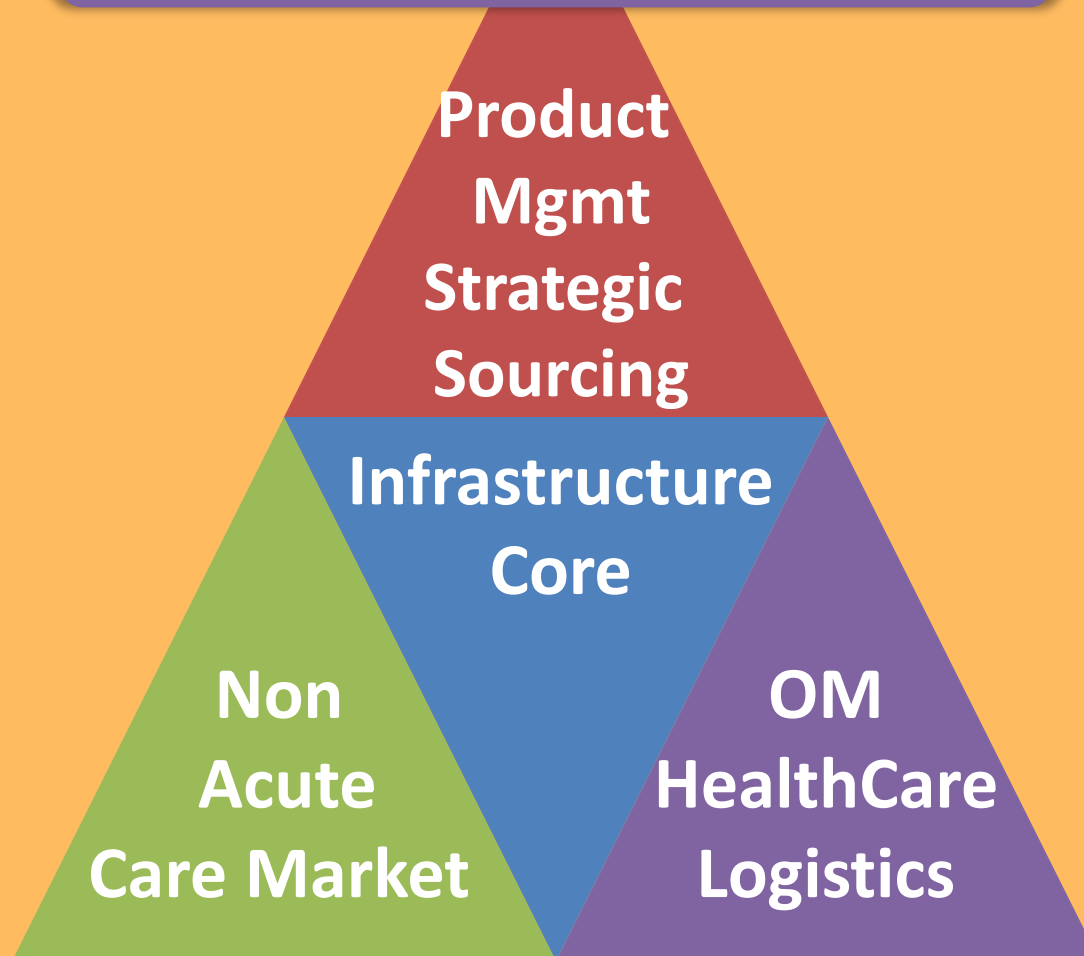 Product
Mgmt
Strategic
Sourcing
Infrastructure
Core
Non
Acute
Care Market
OM
HealthCare
Logistics